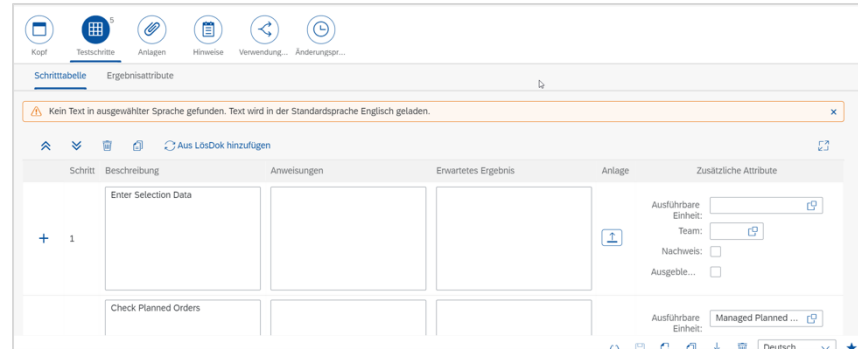 5
Kopf Testschritte Anlagen Hinweise Verwendung... Änderungspr...
Schritttabelle Ergebnisattribute
Kein Text in ausgewählter Sprache gefunden. Text wird in der Standardsprache Englisch geladen.
Aus LösDok hinzufügen
Schritt Beschreibung Anweisungen Erwartetes Ergebnis Anlage Zusätzliche Attribute
Enter Selection Data
Ausführbare
Einheit:
1
Team:
Nachweis:
Ausgeble...
Check Planned Orders
Ausführbare Managed Planned ...
Einheit:
Deutsch